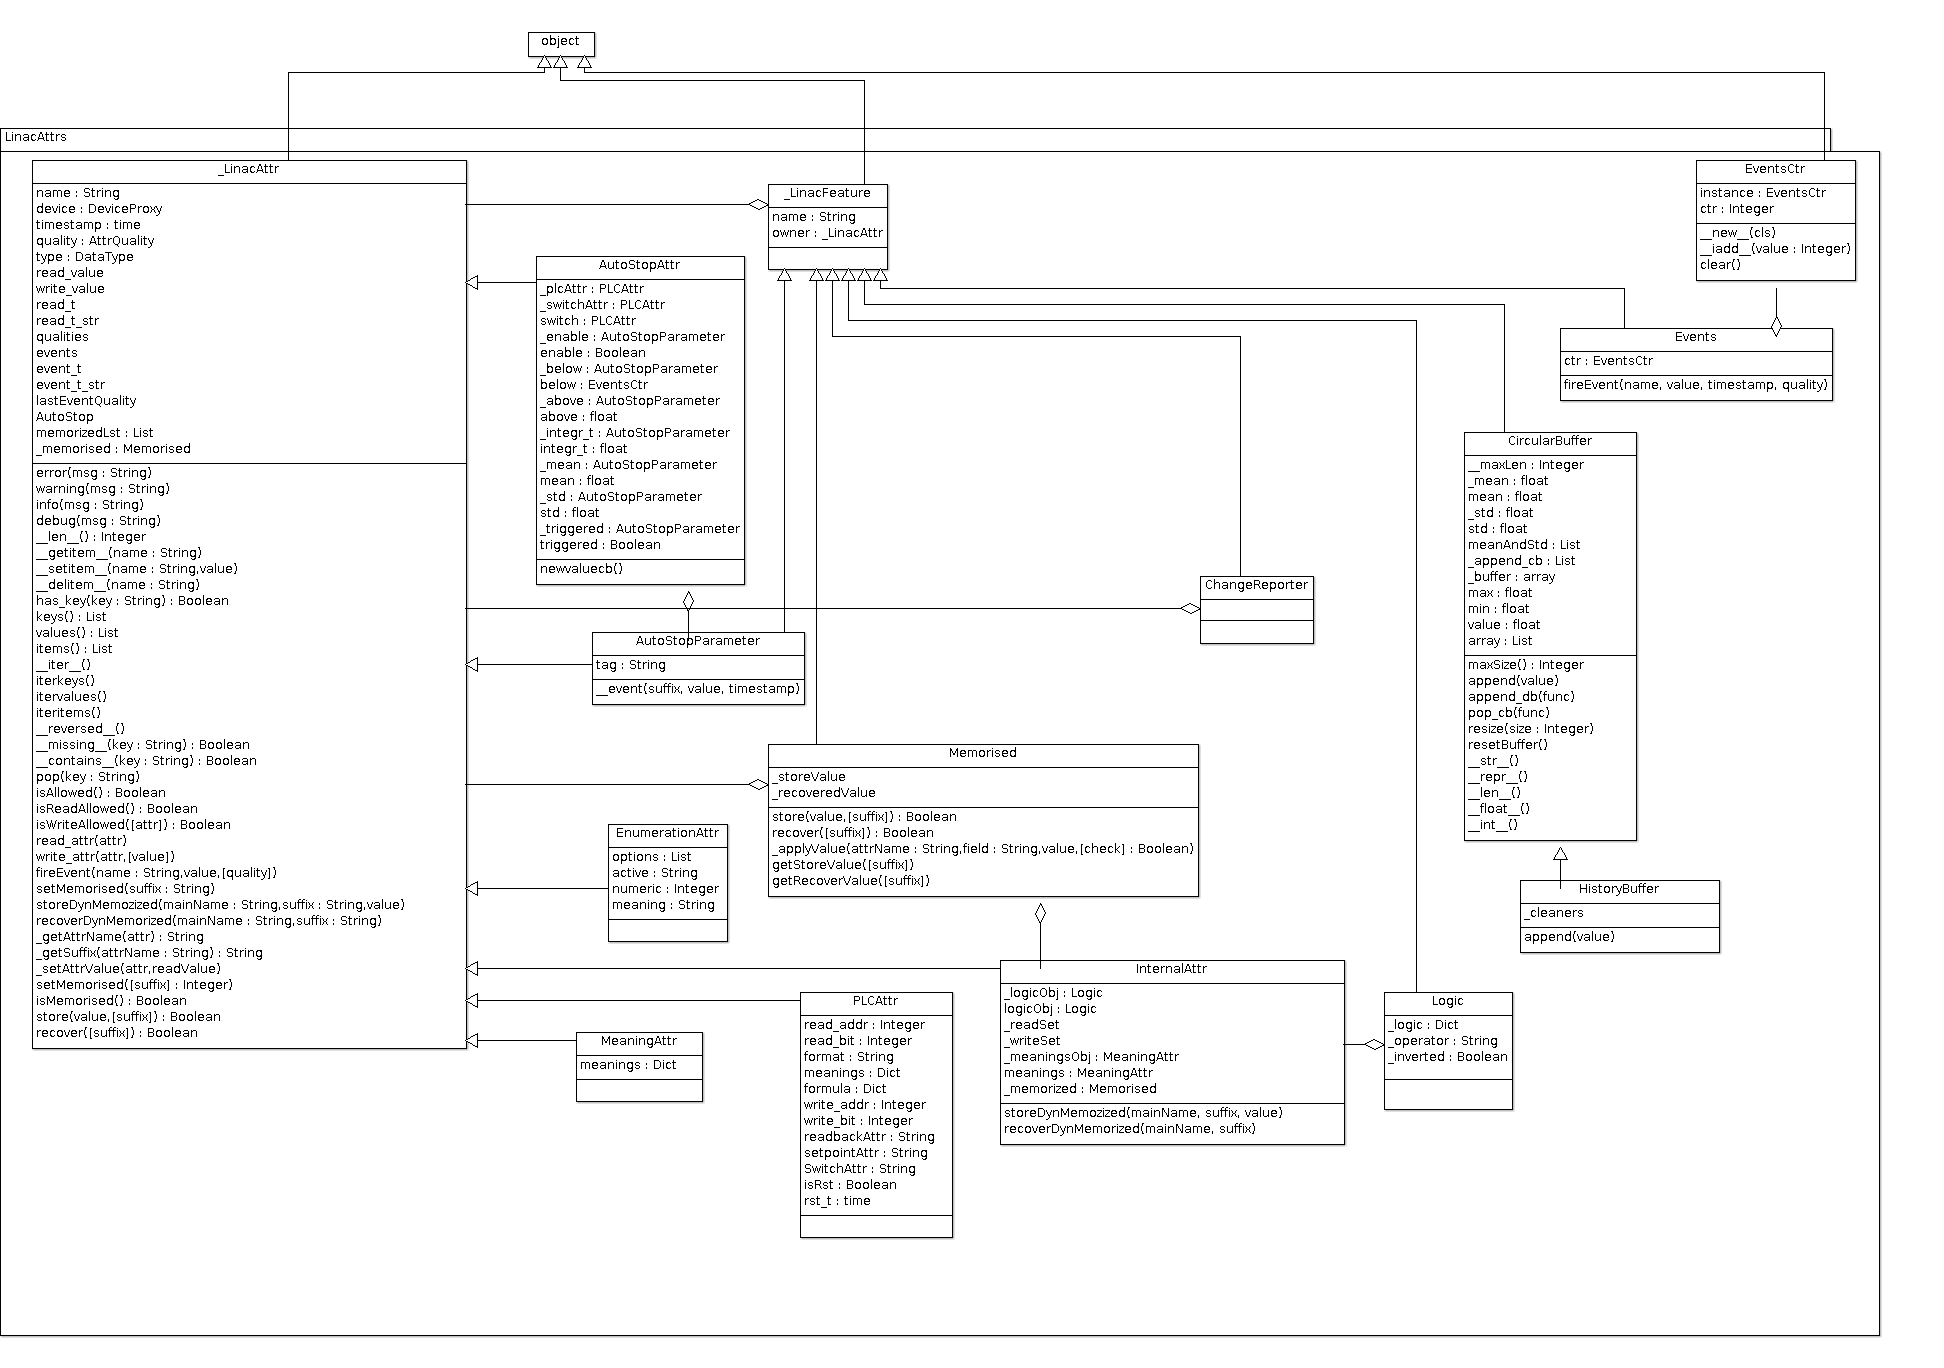 object
LinacAttrs
_LinacAttr
name : String
device : DeviceProxy
timestamp : time
quality : AttrQuality
type : DataType
read_value
write_value
read_t
read_t_str
qualities
events
event_t
event_t_str
lastEventQuality
AutoStop
memorizedLst : List
_memorised : Memorised
error(msg : String)
warning(msg : String)
info(msg : String)
debug(msg : String)
__len__() : Integer
__getitem__(name : String)
__setitem__(name : String,value)
__delitem__(name : String)
has_key(key : String) : Boolean
keys() : List
values() : List
items() : List
__iter__()
iterkeys()
itervalues()
iteritems()
__reversed__()
__missing__(key : String) : Boolean
__contains__(key : String) : Boolean
pop(key : String)
isAllowed() : Boolean
isReadAllowed() : Boolean
isWriteAllowed([attr]) : Boolean
read_attr(attr)
write_attr(attr,[value])
fireEvent(name : String,value,[quality])
setMemorised(suffix : String)
storeDynMemozized(mainName : String,suffix : String,value)
recoverDynMemorized(mainName : String,suffix : String)
_getAttrName(attr) : String
_getSuffix(attrName : String) : String
_setAttrValue(attr,readValue)
setMemorised([suffix] : Integer)
isMemorised() : Boolean
store(value,[suffix]) : Boolean
recover([suffix]) : Boolean
_LinacFeature
name : String
owner : _LinacAttr
EventsCtr
instance : EventsCtr
ctr : Integer
__new__(cls)
__iadd__(value : Integer)
clear()
AutoStopAttr
_plcAttr : PLCAttr
_switchAttr : PLCAttr
switch : PLCAttr
_enable : AutoStopParameter
enable : Boolean
_below : AutoStopParameter
below : EventsCtr
_above : AutoStopParameter
above : float
_integr_t : AutoStopParameter
integr_t : float
_mean : AutoStopParameter
mean : float
_std : AutoStopParameter
std : float
_triggered : AutoStopParameter
triggered : Boolean
newvaluecb()
Events
ctr : EventsCtr
fireEvent(name, value, timestamp, quality)
CircularBuffer
__maxLen : Integer
_mean : float
mean : float
_std : float
std : float
meanAndStd : List
_append_cb : List
_buffer : array
max : float
min : float
value : float
array : List
maxSize() : Integer
append(value)
append_db(func)
pop_cb(func)
resize(size : Integer)
resetBuffer()
__str__()
__repr__()
__len__()
__float__()
__int__()
ChangeReporter
AutoStopParameter
tag : String
__event(suffix, value, timestamp)
Memorised
_storeValue
_recoveredValue
store(value,[suffix]) : Boolean
recover([suffix]) : Boolean
_applyValue(attrName : String,field : String,value,[check] : Boolean)
getStoreValue([suffix])
getRecoverValue([suffix])
EnumerationAttr
options : List
active : String
numeric : Integer
meaning : String
HistoryBuffer
_cleaners
append(value)
InternalAttr
_logicObj : Logic
logicObj : Logic
_readSet
_writeSet
_meaningsObj : MeaningAttr
meanings : MeaningAttr
_memorized : Memorised
storeDynMemozized(mainName, suffix, value)
recoverDynMemorized(mainName, suffix)
Logic
_logic : Dict
_operator : String
_inverted : Boolean
PLCAttr
read_addr : Integer
read_bit : Integer
format : String
meanings : Dict
formula : Dict
write_addr : Integer
write_bit : Integer
readbackAttr : String
setpointAttr : String
SwitchAttr : String
isRst : Boolean
rst_t : time
MeaningAttr
meanings : Dict